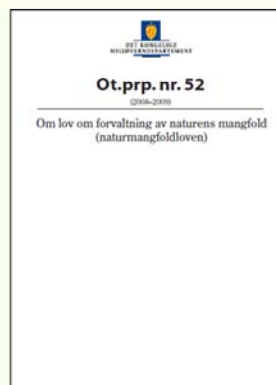 DET KONGELIGE
MILJØVERNDEPARTEMENT
Ot.prp. nr. 52
(2008–2009)
Om lov om forvaltning av naturens mangfold
(naturmangfoldloven)